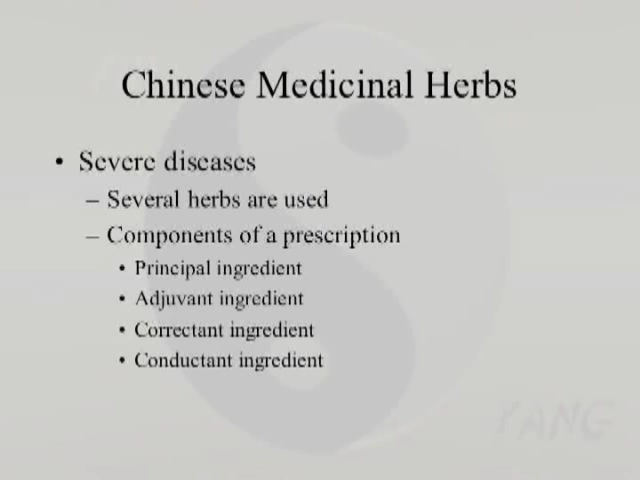 Chinese Medicinal Herbs
• Severe diseases
– Several herbs are used
– Components of a prescription
• Principal ingredient
• Adjuvant ingredient
• Correctant ingredient
• Conductant ingredient
YANG